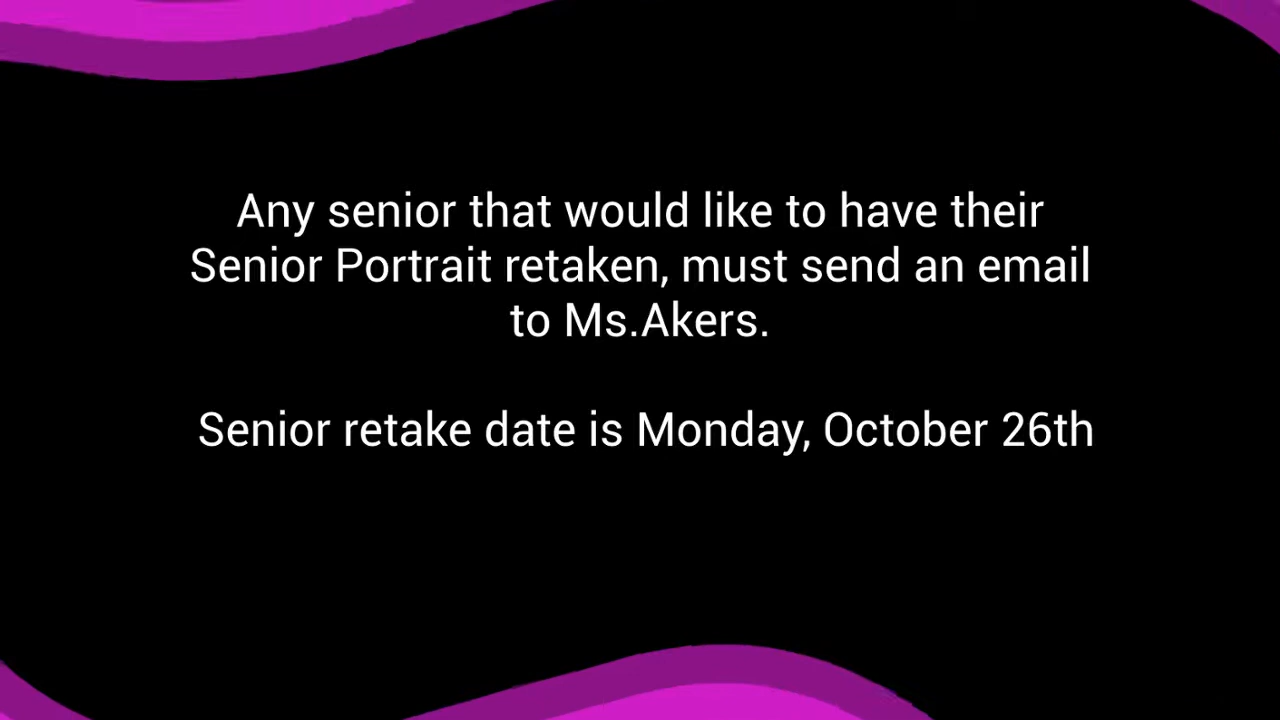 Any senior that would like to have their
Senior Portrait retaken, must send an email
to Ms.Akers.
Senior retake date is Monday, October 26th